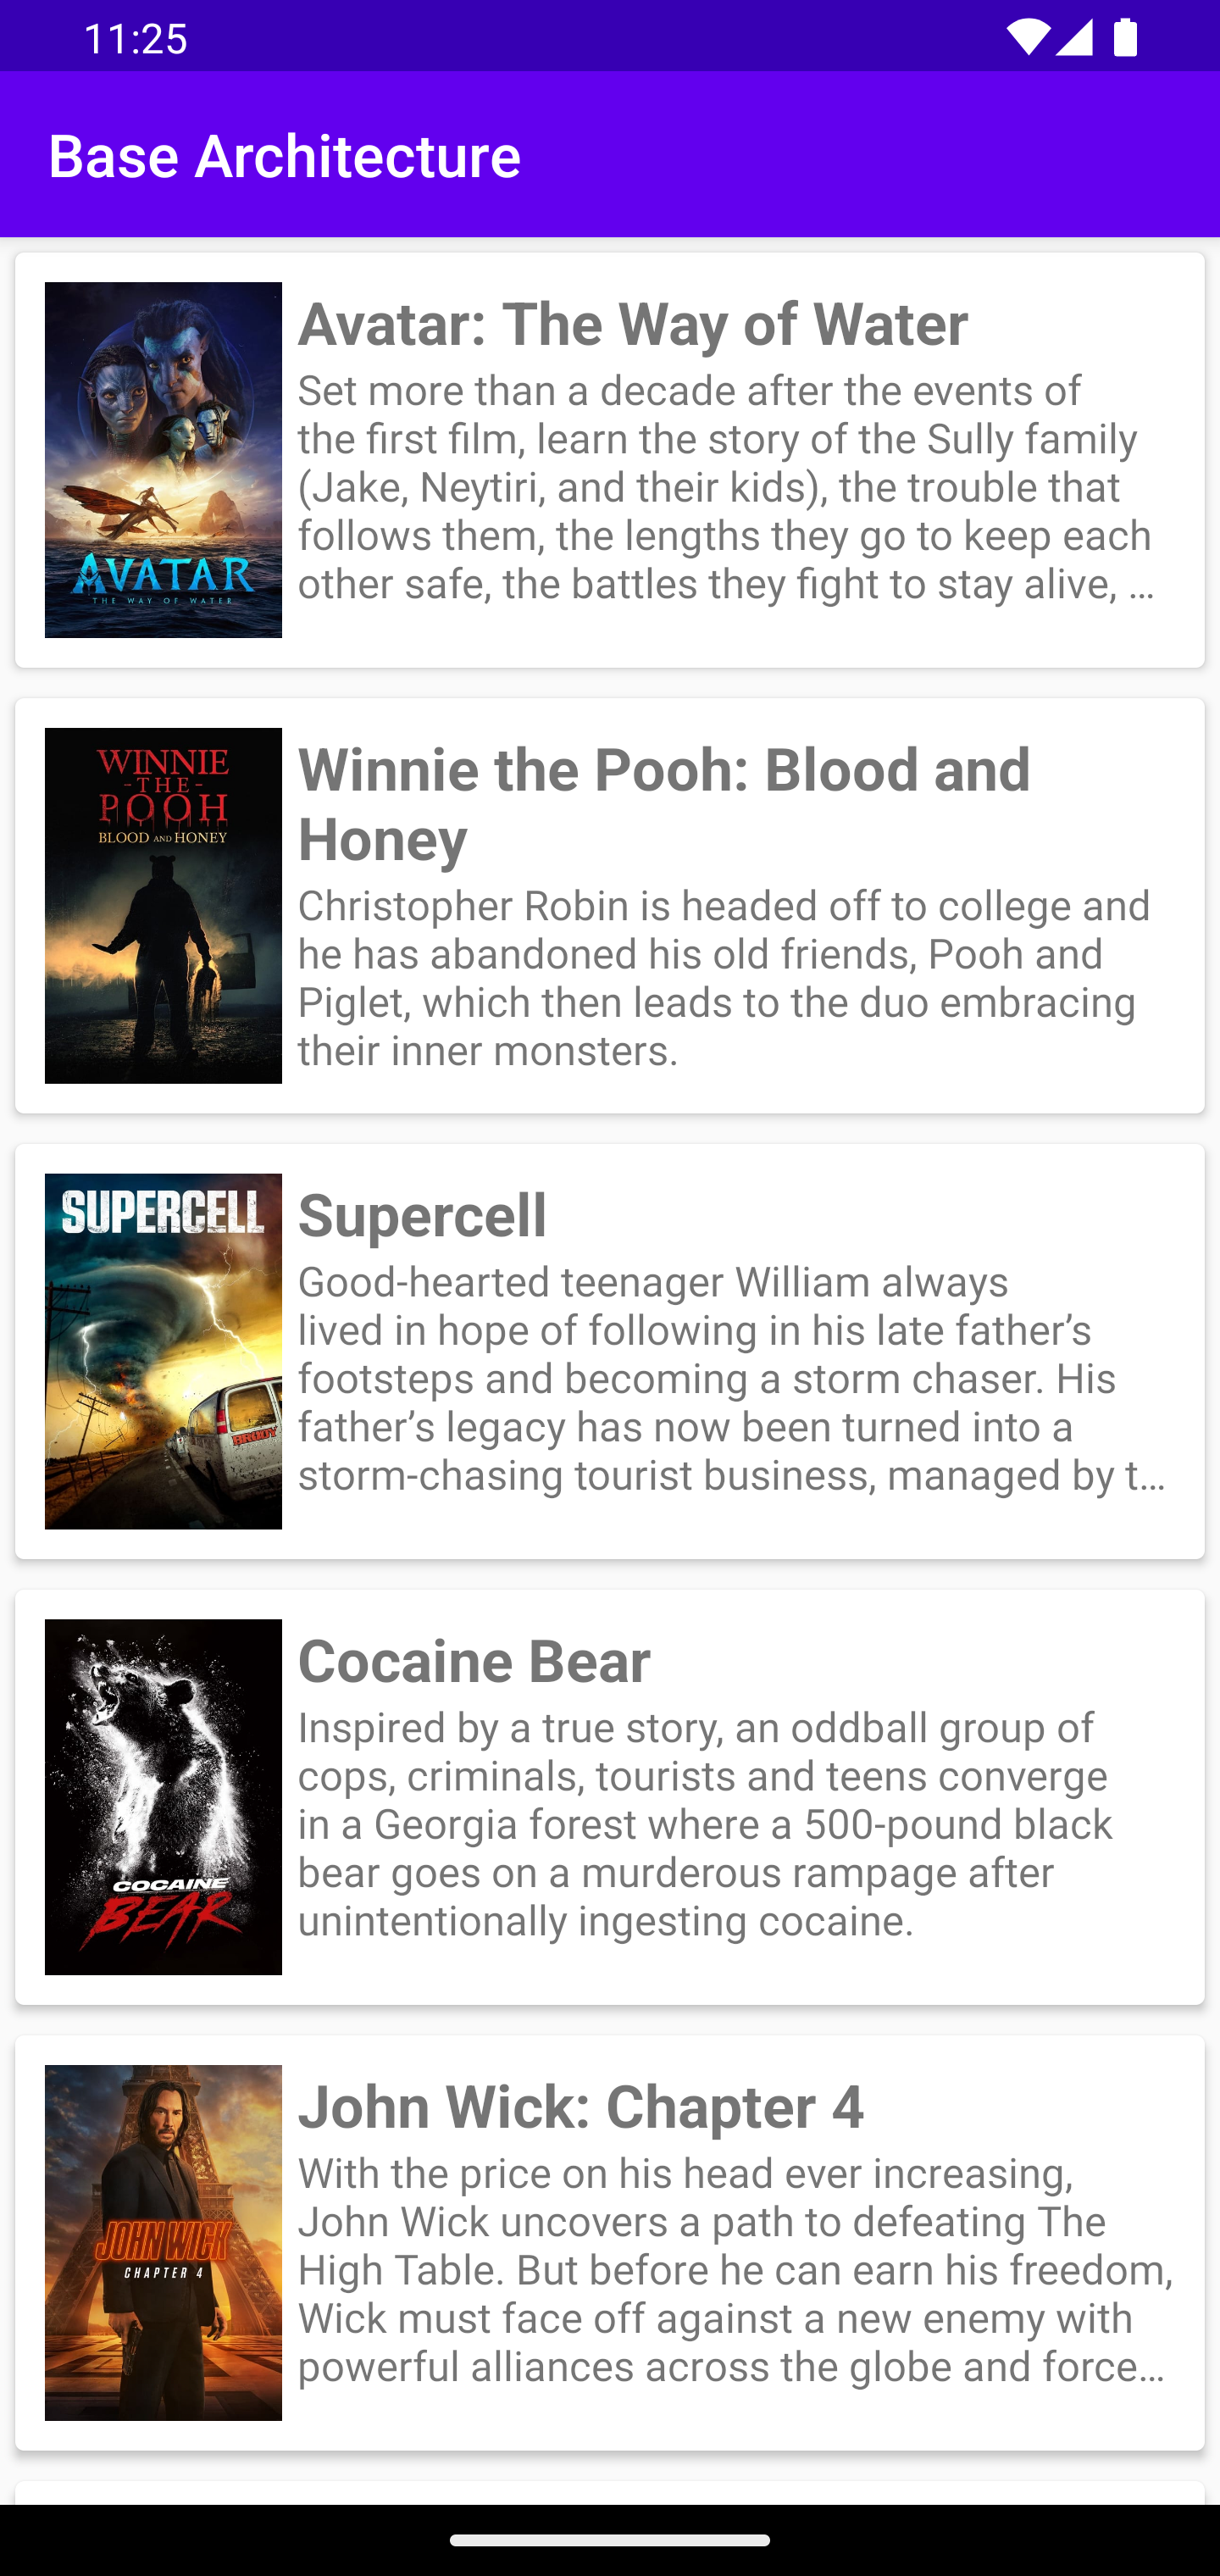 11:25
Base Architecture
AVATAR
THE WAY OF WATER
Avatar: The Way of Water
Set more than a decade after the events of
the first film, learn the story of the Sully family
(Jake, Neytiri, and their kids), the trouble that
follows them, the lengths they go to keep each
other safe, the battles they fight to stay alive, …
WINNIE
-THE-
POOH
BLOOD AND HONEY
Winnie the Pooh: Blood and
Honey
Christopher Robin is headed off to college and
he has abandoned his old friends, Pooh and
Piglet, which then leads to the duo embracing
their inner monsters.
SUPERCELL
BRODY
Supercell
Good-hearted teenager William always
lived in hope of following in his late father’s
footsteps and becoming a storm chaser. His
father’s legacy has now been turned into a
storm-chasing tourist business, managed by t…
COCAINE
BEAR
Cocaine Bear
Inspired by a true story, an oddball group of
cops, criminals, tourists and teens converge
in a Georgia forest where a 500-pound black
bear goes on a murderous rampage after
unintentionally ingesting cocaine.
JOHN WICK
CHAPTER 4
John Wick: Chapter 4
With the price on his head ever increasing,
John Wick uncovers a path to defeating The
High Table. But before he can earn his freedom,
Wick must face off against a new enemy with
powerful alliances across the globe and force…